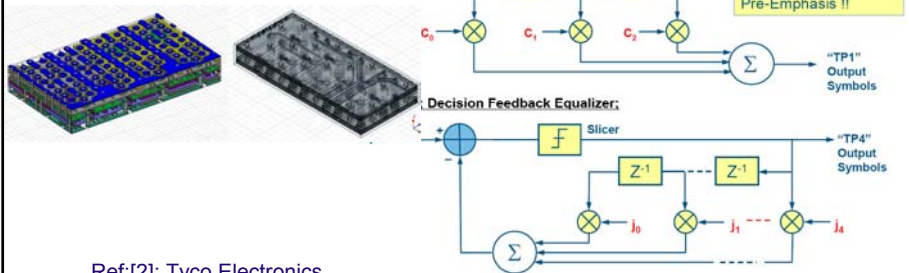 Pre-Emphasis !!
C₀
C₁
C₂
Σ
"TP1"
Output
Symbols
Decision Feedback Equalizer;
+
−
Slicer
"TP4"
Output
Symbols
Z⁻¹
Z⁻¹
j₀
j₁
j₄
Σ
Ref:[2]: Tyco Electronics